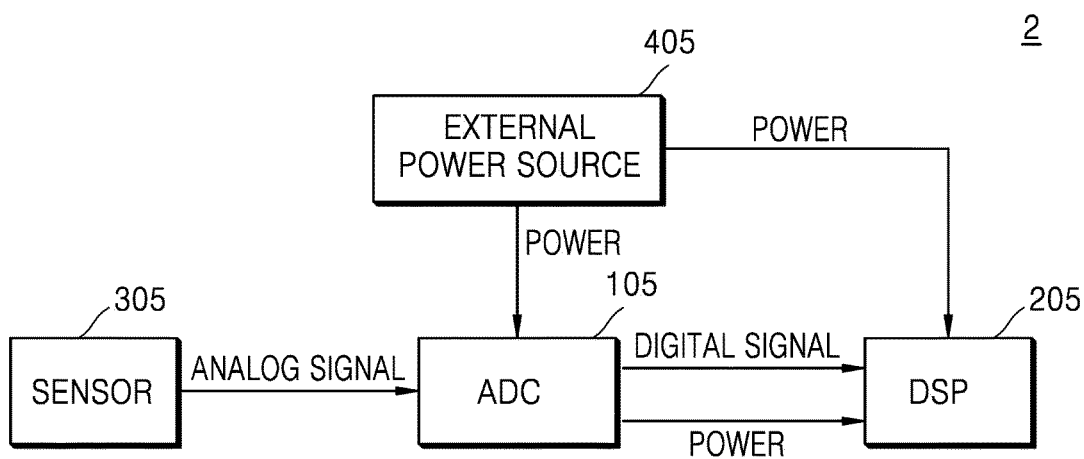 2
405
EXTERNAL
POWER SOURCE
POWER
POWER
305
105
205
SENSOR
ANALOG SIGNAL
ADC
DIGITAL SIGNAL
POWER
DSP